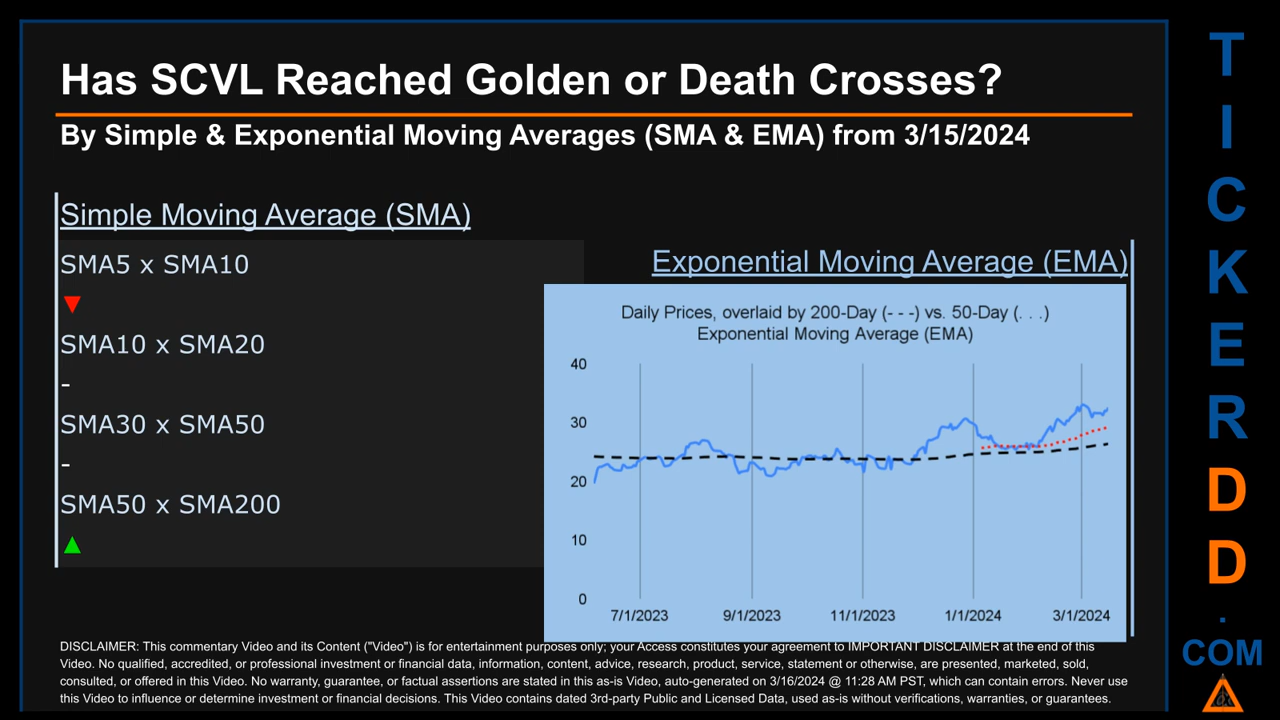 Has SCVL Reached Golden or Death Crosses?
By Simple & Exponential Moving Averages (SMA & EMA) from 3/15/2024
Simple Moving Average (SMA)
SMA5 x SMA10
▼
SMA10 x SMA20
-
SMA30 x SMA50
-
SMA50 x SMA200
▲
Exponential Moving Average (EMA)
Daily Prices, overlaid by 200-Day (- - -) vs. 50-Day (. . .)
Exponential Moving Average (EMA)
40
30
20
10
0
7/1/2023 9/1/2023 11/1/2023 1/1/2024 3/1/2024
DISCLAIMER: This commentary Video and its Content ("Video") is for entertainment purposes only; your Access constitutes your agreement to IMPORTANT DISCLAIMER at the end of this
Video. No qualified, accredited, or professional investment or financial data, information, content, advice, research, product, service, statement or otherwise, are presented, marketed, sold,
consulted, or offered in this Video. No warranty, guarantee, or factual assertions are stated in this as-is Video, auto-generated on 3/16/2024 @ 11:28 AM PST, which can contain errors. Never use
this Video to influence or determine investment or financial decisions. This Video contains dated 3rd-party Public and Licensed Data, used as-is without verifications, warranties, or guarantees.
T
I
C
K
E
R
D
D
.
COM